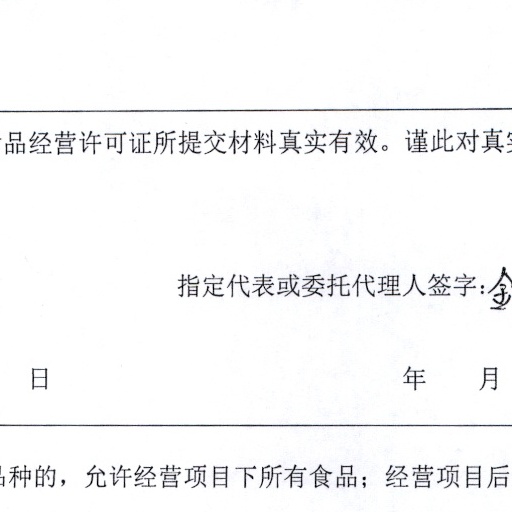 品经营许可证所提交材料真实有效。谨此对真
指定代表或委托代理人签字:金
日 年 月
品种的，允许经营项目下所有食品；经营项目后